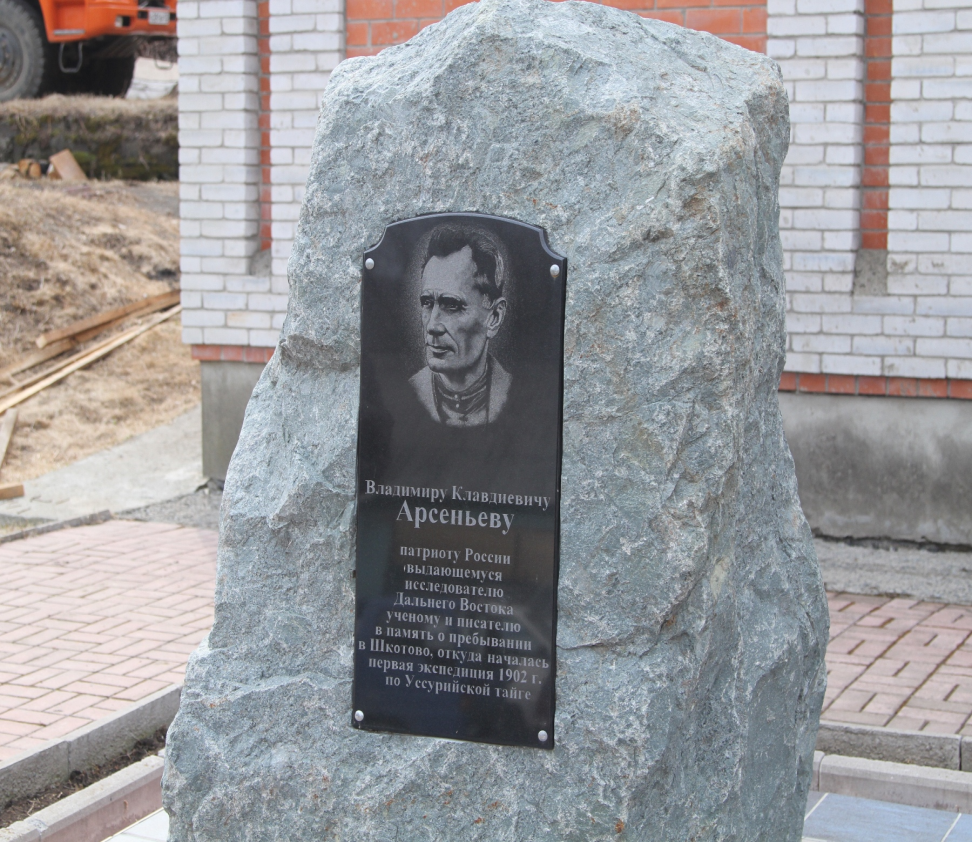 Владимиру Клавдиевичу
Арсеньеву
патриоту России
выдающемуся
исследователю
Дальнего Востока
ученому и писателю
в память о пребывании
в Шкотово, откуда началась
первая экспедиция 1902 г.
по Уссурийской тайге